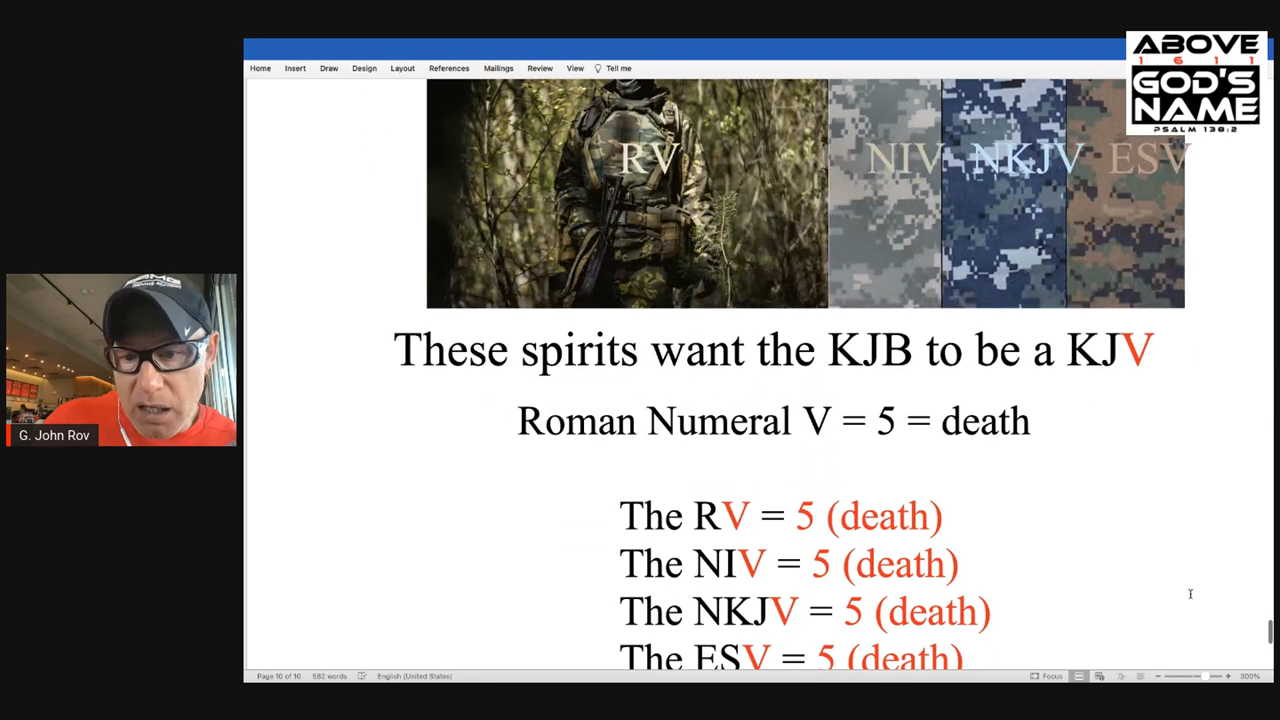 Home Insert Draw Design Layout References Mailings Review View Tell me
ABOVE
1611
GOD'S
NAME
PSALM 138:2
RV NIV NKJV ESV
These spirits want the KJB to be a KJV
Roman Numeral V = 5 = death
G. John Rov
The RV = 5 (death)
The NIV = 5 (death)
The NKJV = 5 (death)
The ESV = 5 (death)
Page 10 of 10 582 words English (United States) Focus 300%